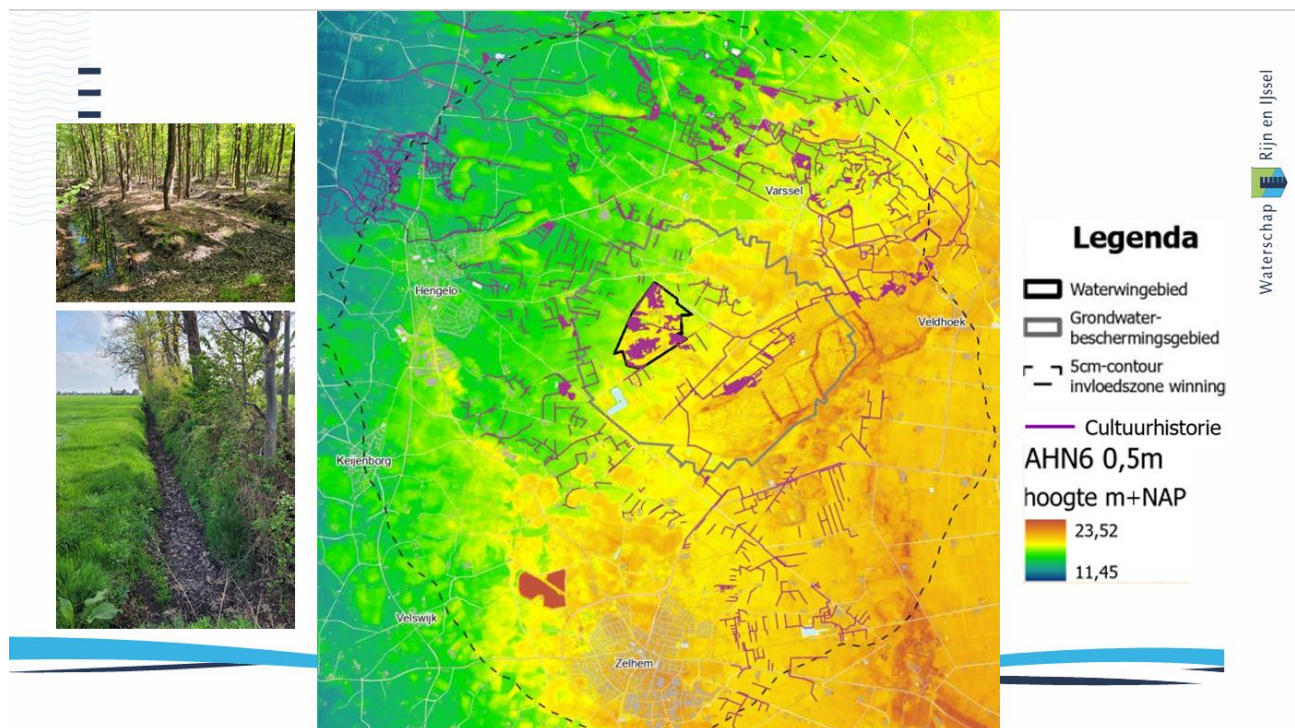 Varssel
Hengelo
Veldhoek
Keijenborg
Velswijk
Zelhem
Legenda
Waterwingebied
Grondwater-
beschermingsgebied
5cm-contour
invloedszone winning
Cultuurhistorie
AHN6 0,5m
hoogte m+NAP
23,52
11,45
Waterschap Rijn en IJssel